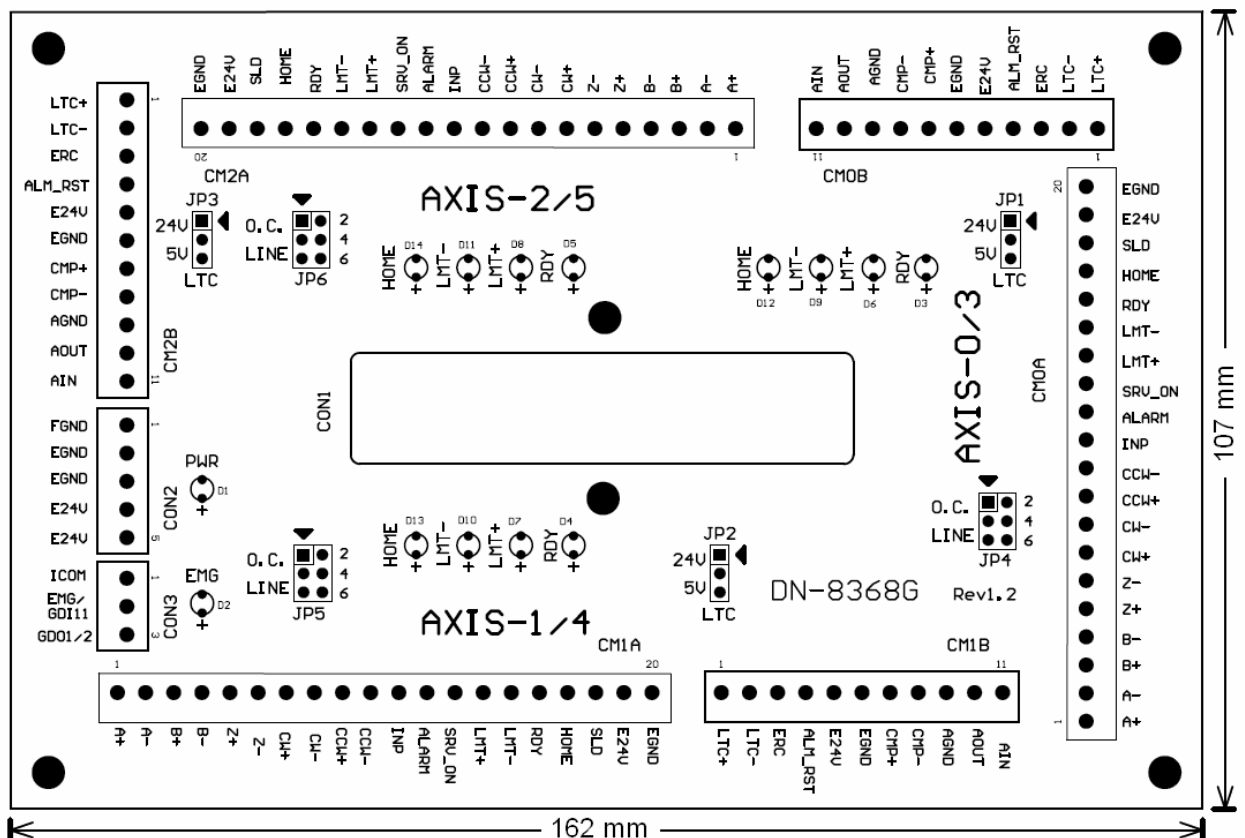 EGND E24V SLD HOME RDY LMT- LMT+ SRV_ON ALARM INP CCW- CCW+ CW- CW+ Z- Z+ B- B+ A- A+
20 1
CM2A
AIN AOUT AGND CMP- CMP+ EGND E24V ALM_RST ERC LTC- LTC+
11 1
CM0B
LTC+ 1
LTC-
ERC
ALM_RST
E24V
EGND
CMP+
CMP-
AGND
AOUT
AIN 11
CM2B
JP3
24V
5V
LTC
AXIS-2/5
O.C. 2
4
LINE 6
JP6
HOME D14 LMT- D11 LMT+ D8 RDY D5
HOME D12 LMT- D9 LMT+ D6 RDY D3
JP1
24V
5V
LTC
20 EGND
E24V
SLD
HOME
RDY
LMT-
LMT+
SRV_ON
ALARM
INP
CCW-
CCW+
CW-
CW+
Z-
Z+
B-
B+
A-
1 A+
CM0A
AXIS-0/3
107 mm
CON1
FGND 1
EGND
EGND
E24V
E24V 5
CON2
PWR
D1
ICOM 1
EMG/
GDI11
GDO1/2 3
CON3
EMG
D2
O.C. 2
4
LINE 6
JP5
HOME D13 LMT- D10 LMT+ D7 RDY D4
AXIS-1/4
JP2
24V
5V
LTC
O.C. 2
4
LINE 6
JP4
DN-8368G Rev1.2
CM1A
1 20
A+ A- B+ B- Z+ Z- CW+ CW- CCW+ CCW- INP ALARM SRV_ON LMT+ LMT- RDY HOME SLD E24V EGND
CM1B
1 11
LTC+ LTC- ERC ALM_RST E24V EGND CMP+ CMP- AGND AOUT AIN
162 mm